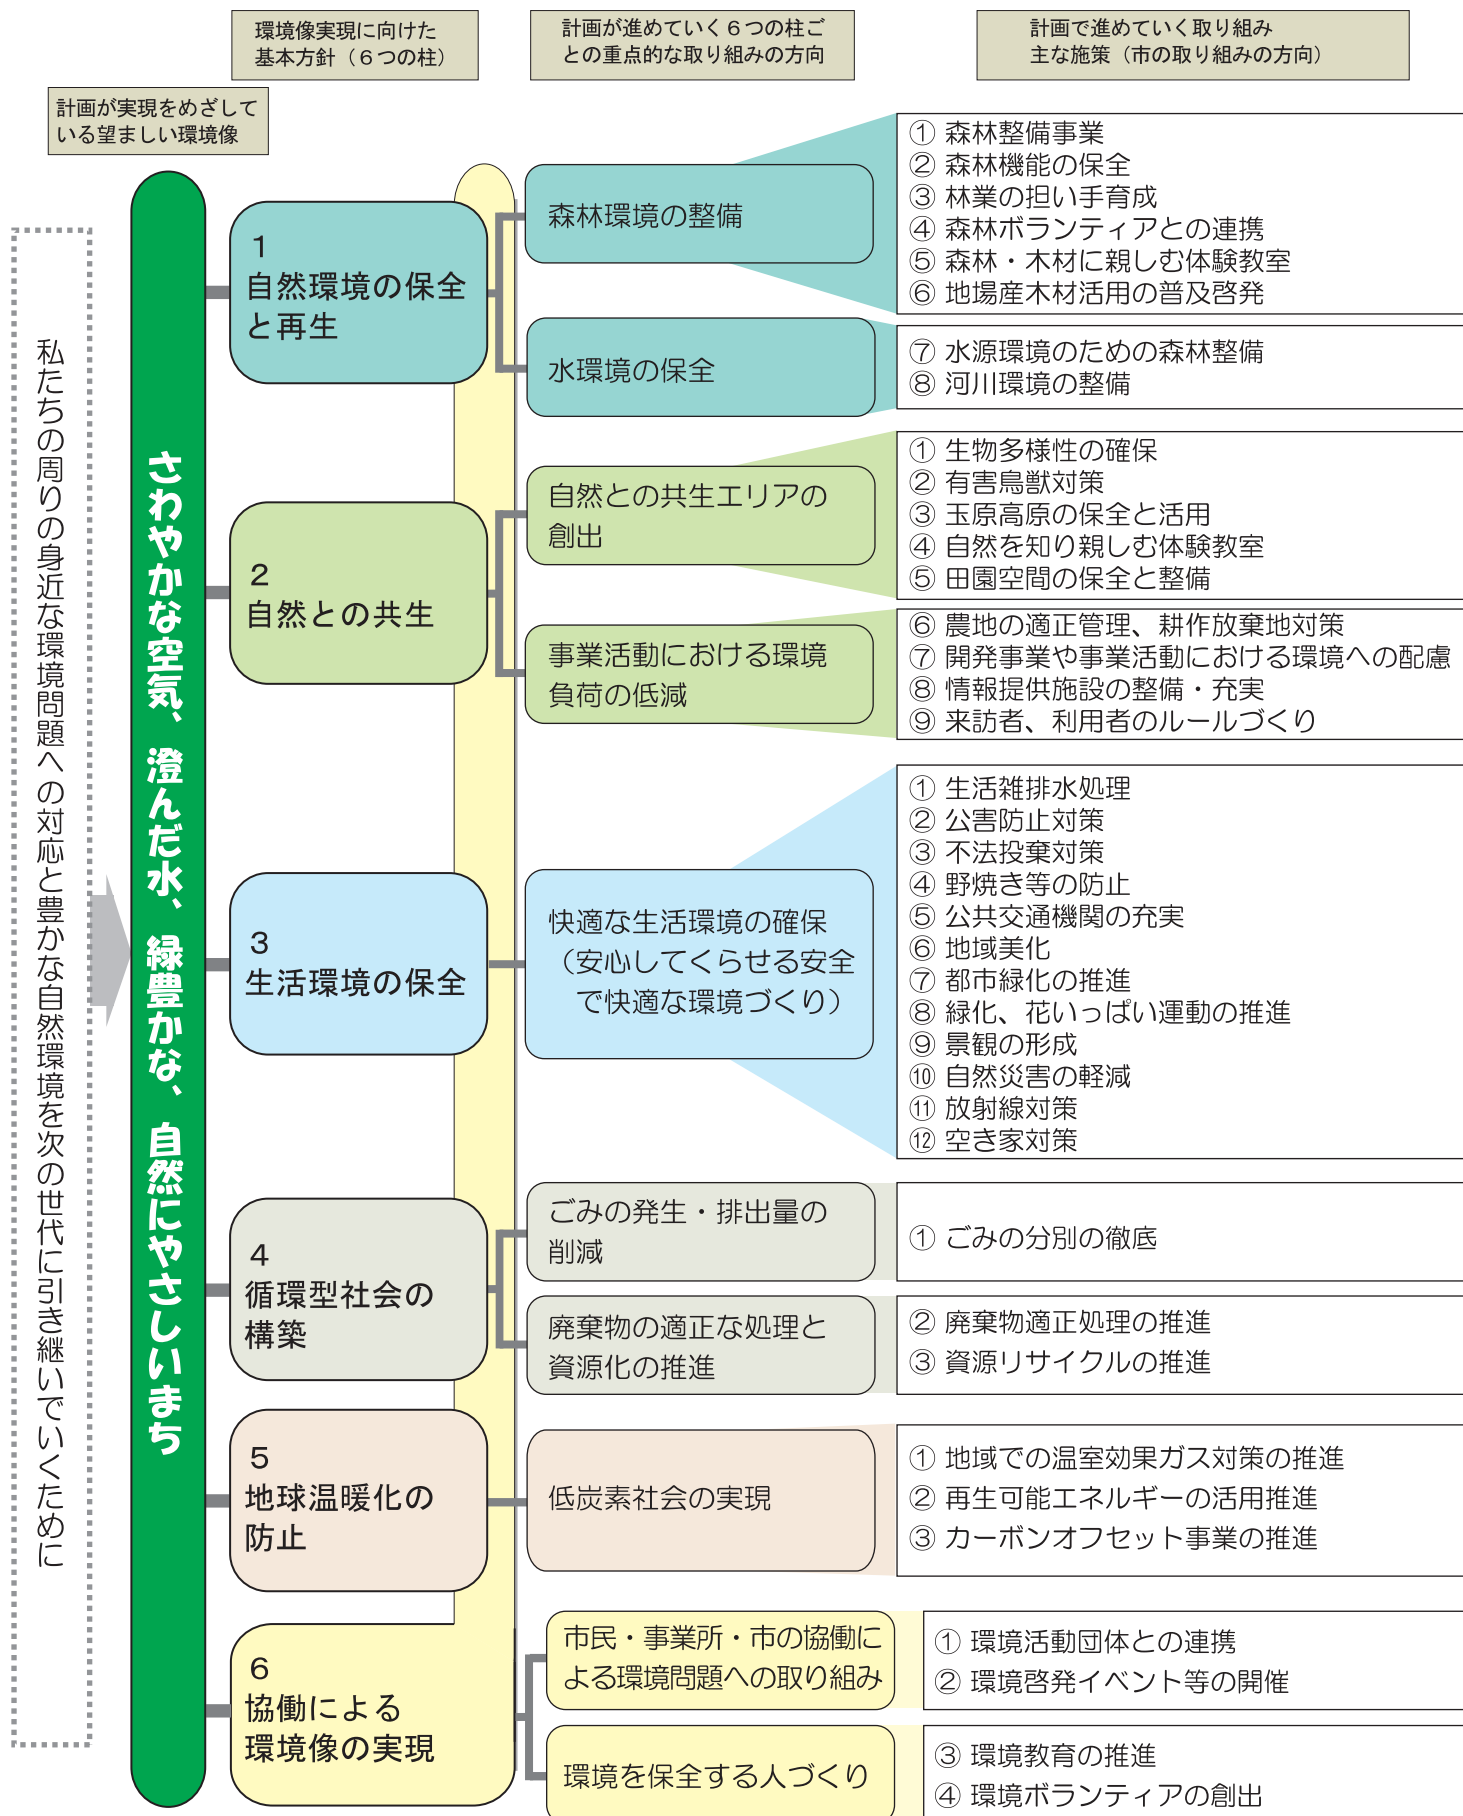 環境像実現に向けた
基本方針（６つの柱）
計画が進めていく６つの柱ご
との重点的な取り組みの方向
計画で進めていく取り組み
主な施策（市の取り組みの方向）
計画が実現をめざして
いる望ましい環境像
私たちの周りの身近な環境問題への対応と豊かな自然環境を次の世代に引き継いでいくために
さわやかな空気、澄んだ水、緑豊かな、自然にやさしいまち
1
自然環境の保全
と再生
森林環境の整備
① 森林整備事業
② 森林機能の保全
③ 林業の担い手育成
④ 森林ボランティアとの連携
⑤ 森林・木材に親しむ体験教室
⑥ 地場産木材活用の普及啓発
水環境の保全
⑦ 水源環境のための森林整備
⑧ 河川環境の整備
2
自然との共生
自然との共生エリアの
創出
① 生物多様性の確保
② 有害鳥獣対策
③ 玉原高原の保全と活用
④ 自然を知り親しむ体験教室
⑤ 田園空間の保全と整備
事業活動における環境
負荷の低減
⑥ 農地の適正管理、耕作放棄地対策
⑦ 開発事業や事業活動における環境への配慮
⑧ 情報提供施設の整備・充実
⑨ 来訪者、利用者のルールづくり
3
生活環境の保全
快適な生活環境の確保
（安心してくらせる安全
で快適な環境づくり）
① 生活雑排水処理
② 公害防止対策
③ 不法投棄対策
④ 野焼き等の防止
⑤ 公共交通機関の充実
⑥ 地域美化
⑦ 都市緑化の推進
⑧ 緑化、花いっぱい運動の推進
⑨ 景観の形成
⑩ 自然災害の軽減
⑪ 放射線対策
⑫ 空き家対策
4
循環型社会の
構築
ごみの発生・排出量の
削減
① ごみの分別の徹底
廃棄物の適正な処理と
資源化の推進
② 廃棄物適正処理の推進
③ 資源リサイクルの推進
5
地球温暖化の
防止
低炭素社会の実現
① 地域での温室効果ガス対策の推進
② 再生可能エネルギーの活用推進
③ カーボンオフセット事業の推進
6
協働による
環境像の実現
市民・事業所・市の協働に
よる環境問題への取り組み
① 環境活動団体との連携
② 環境啓発イベント等の開催
環境を保全する人づくり
③ 環境教育の推進
④ 環境ボランティアの創出